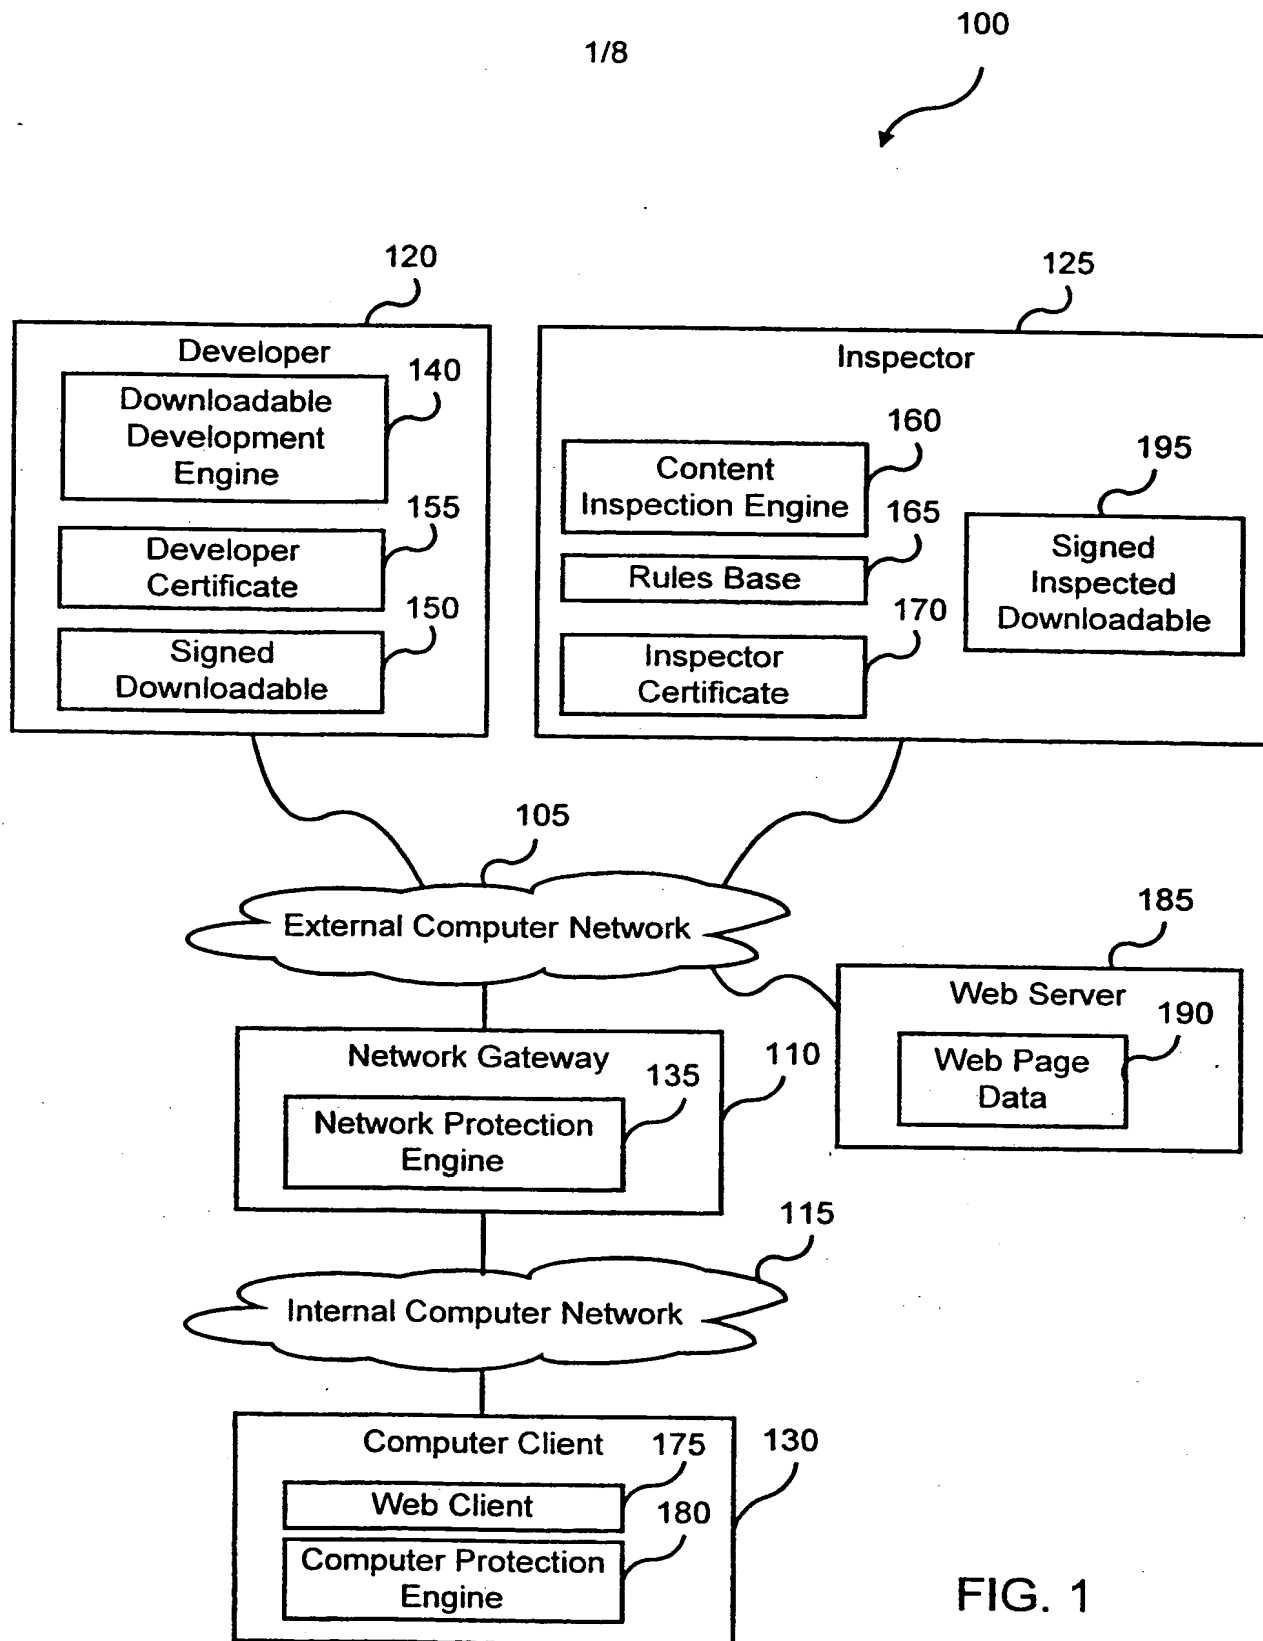 1/8
100
120
125
Developer
140
Downloadable
Development
Engine
155
Developer
Certificate
150
Signed
Downloadable
Inspector
160
Content
Inspection Engine
165
Rules Base
170
Inspector
Certificate
195
Signed
Inspected
Downloadable
105
External Computer Network
185
Web Server
190
Web Page
Data
Network Gateway
110
135
Network Protection
Engine
115
Internal Computer Network
Computer Client
130
175
Web Client
180
Computer Protection
Engine
FIG. 1